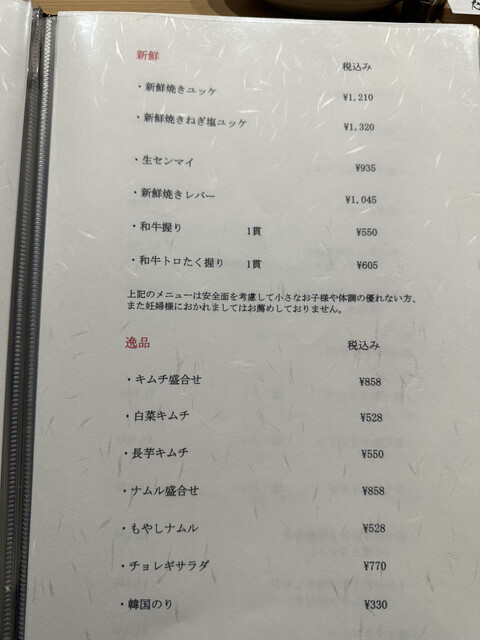 新鮮
税込み
・新鮮焼きユッケ ¥1,210
・新鮮焼きねぎ塩ユッケ ¥1,320
・生センマイ ¥935
・新鮮焼きレバー ¥1,045
・和牛握り 1貫 ¥550
・和牛トロたく握り 1貫 ¥605
上記のメニューは安全面を考慮して小さなお子様や体調の優れない方、
また妊婦様におかれましてはお薦めしておりません。
逸品 税込み
・キムチ盛合せ ¥858
・白菜キムチ ¥528
・長芋キムチ ¥550
・ナムル盛合せ ¥858
・もやしナムル ¥528
・チョレギサラダ ¥770
・韓国のり ¥330